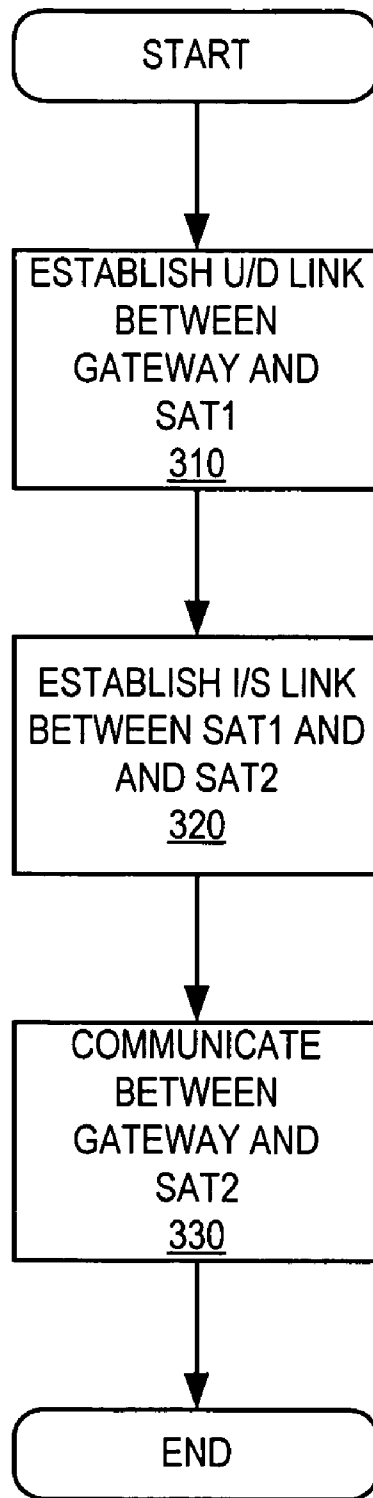 START
ESTABLISH U/D LINK
BETWEEN
GATEWAY AND
SAT1
310
ESTABLISH I/S LINK
BETWEEN SAT1 AND
AND SAT2
320
COMMUNICATE
BETWEEN
GATEWAY AND
SAT2
330
END